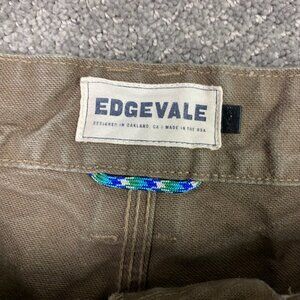 EDGEVALE
DESIGNED IN OAKLAND, CA | MADE IN THE USA